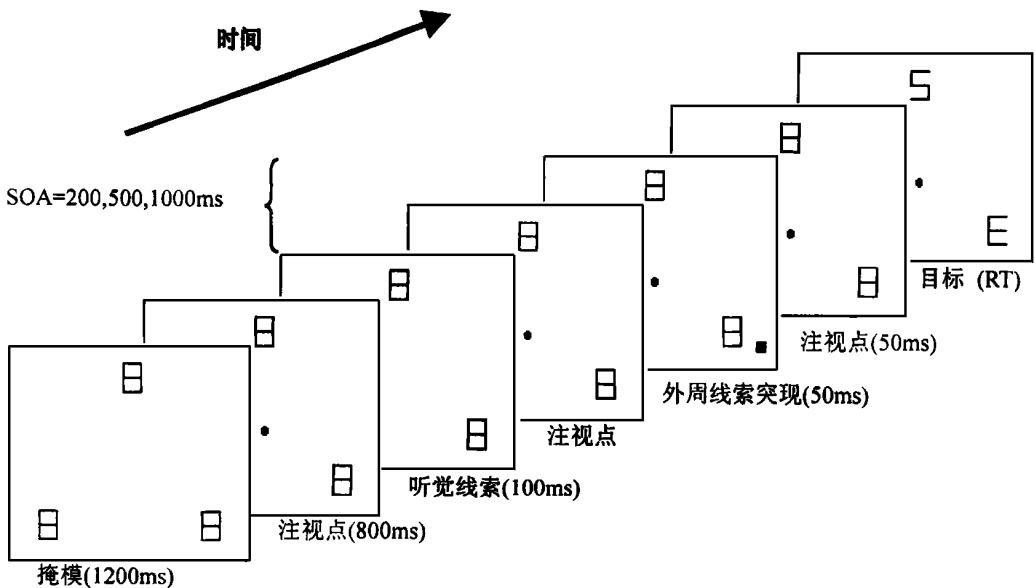 时间
SOA=200,500,1000ms
掩模(1200ms)
注视点(800ms)
听觉线索(100ms)
注视点
外周线索突现(50ms)
注视点(50ms)
目标 (RT)
S
E